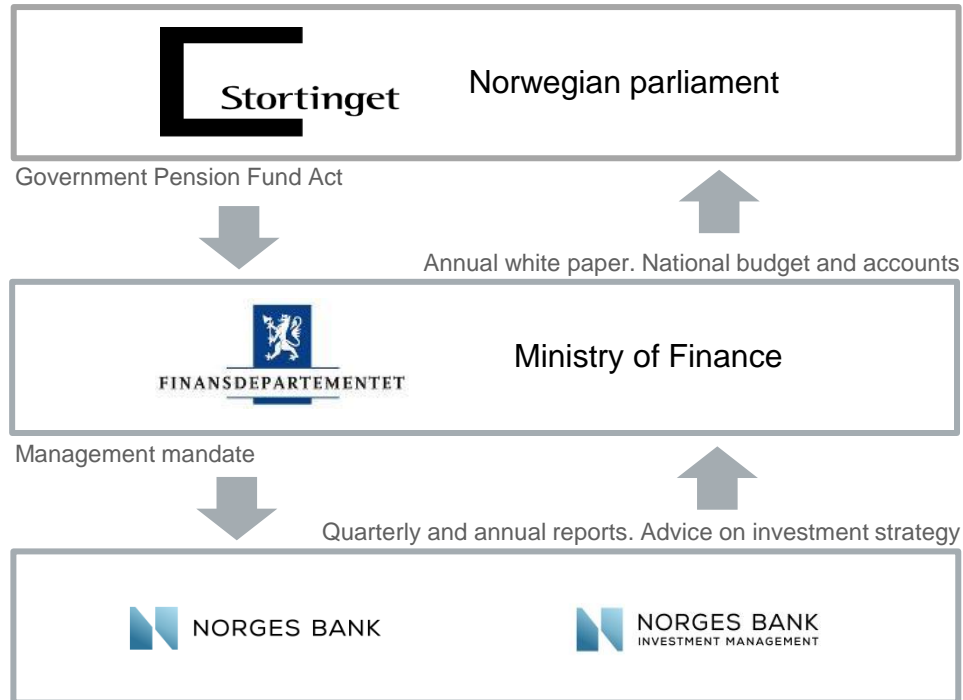 Stortinget
Norwegian parliament
Government Pension Fund Act
Annual white paper. National budget and accounts
FINANSDEPARTEMENTET
Ministry of Finance
Management mandate
Quarterly and annual reports. Advice on investment strategy
NORGES BANK
NORGES BANK
INVESTMENT MANAGEMENT